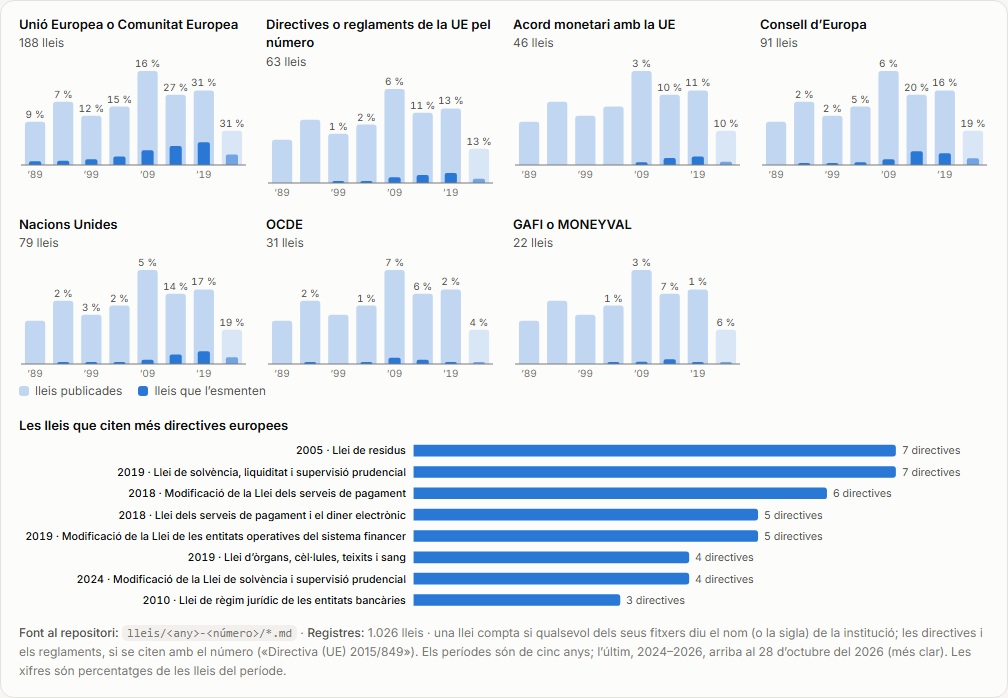 Unió Europea o Comunitat Europea
188 lleis
9 %
7 %
12 %
15 %
16 %
27 %
31 %
31 %
'89
'99
'09
'19
Directives o reglaments de la UE pel
número
63 lleis
1 %
2 %
6 %
11 %
13 %
13 %
'89
'99
'09
'19
Acord monetari amb la UE
46 lleis
3 %
10 %
11 %
10 %
'89
'99
'09
'19
Consell d'Europa
91 lleis
2 %
2 %
5 %
6 %
20 %
16 %
19 %
'89
'99
'09
'19
Nacions Unides
79 lleis
2 %
3 %
2 %
5 %
14 %
17 %
19 %
'89
'99
'09
'19
OCDE
31 lleis
2 %
1 %
7 %
6 %
2 %
4 %
'89
'99
'09
'19
GAFI o MONEYVAL
22 lleis
1 %
3 %
7 %
1 %
6 %
'89
'99
'09
'19
lleis publicades
lleis que l'esmenten
Les lleis que citen més directives europees
2005 · Llei de residus 7 directives
2019 · Llei de solvència, liquiditat i supervisió prudencial 7 directives
2018 · Modificació de la Llei dels serveis de pagament 6 directives
2018 · Llei dels serveis de pagament i el diner electrònic 5 directives
2019 · Modificació de la Llei de les entitats operatives del sistema financer 5 directives
2019 · Llei d'òrgans, cèl·lules, teixits i sang 4 directives
2024 · Modificació de la Llei de solvència i supervisió prudencial 4 directives
2010 · Llei de règim jurídic de les entitats bancàries 3 directives
Font al repositori: lleis/<any>-<número>/*.md · Registres: 1.026 lleis · una llei compta si qualsevol dels seus fitxers diu el nom (o la sigla) de la institució; les directives i
els reglaments, si se citen amb el número («Directiva (UE) 2015/849»). Els períodes són de cinc anys; l'últim, 2024–2026, arriba al 28 d'octubre del 2026 (més clar). Les
xifres són percentatges de les lleis del període.